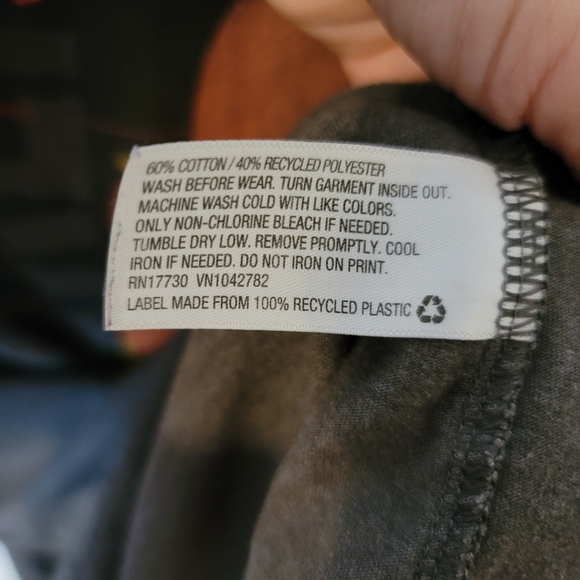 60% COTTON / 40% RECYCLED POLYESTER
WASH BEFORE WEAR. TURN GARMENT INSIDE OUT.
MACHINE WASH COLD WITH LIKE COLORS.
ONLY NON-CHLORINE BLEACH IF NEEDED.
TUMBLE DRY LOW. REMOVE PROMPTLY. COOL
IRON IF NEEDED. DO NOT IRON ON PRINT.
RN17730 VN1042782
LABEL MADE FROM 100% RECYCLED PLASTIC